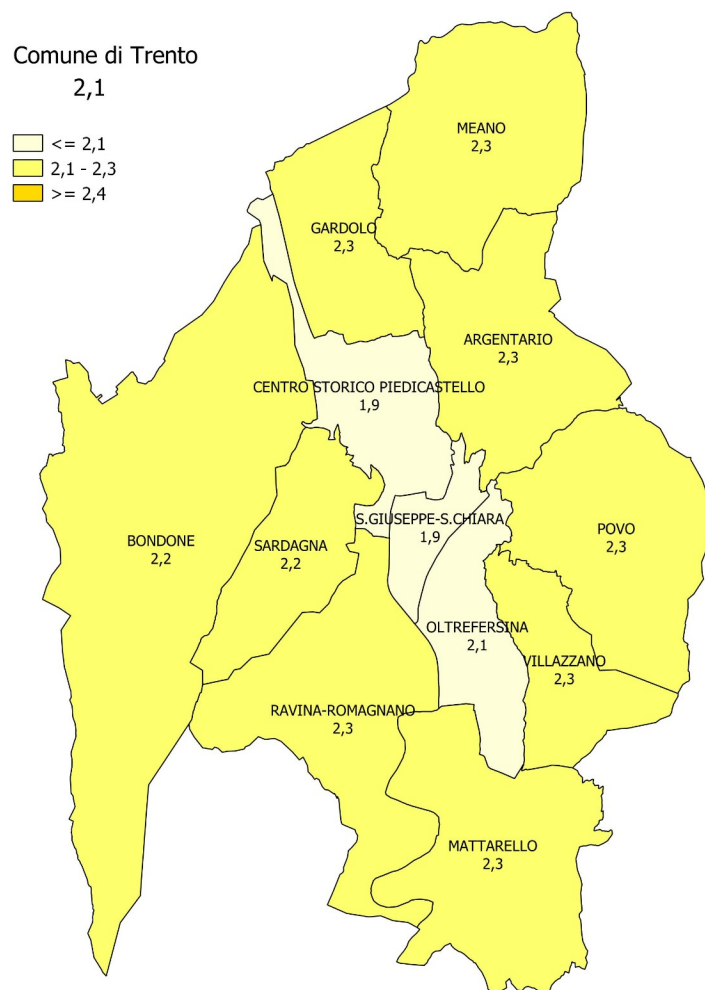 Comune di Trento
2,1
<= 2,1
2,1 - 2,3
>= 2,4
MEANO
2,3
GARDOLO
2,3
ARGENTARIO
2,3
CENTRO STORICO PIEDICASTELLO
1,9
S.GIUSEPPE-S.CHIARA
1,9
POVO
2,3
BONDONE
2,2
SARDAGNA
2,2
OLTREFERSINA
2,1
VILLAZZANO
2,3
RAVINA-ROMAGNANO
2,3
MATTARELLO
2,3